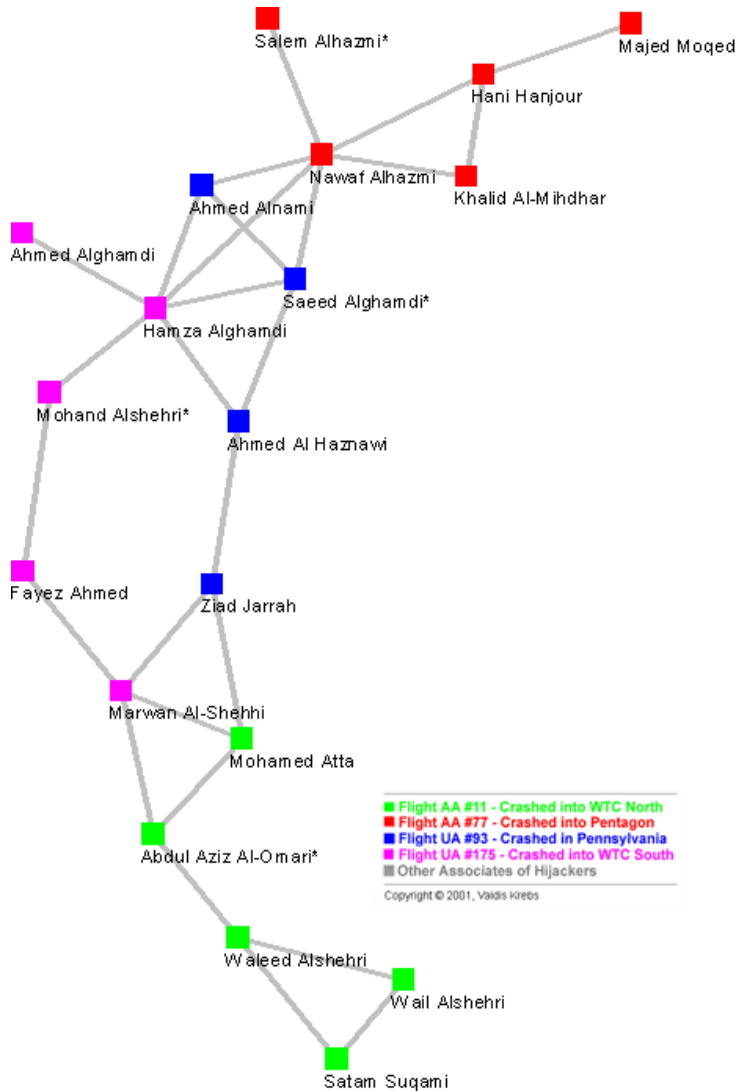 Salem Alhazmi*
Majed Moqed
Hani Hanjour
Nawaf Alhazmi
Khalid Al-Mihdhar
Ahmed Alnami
Ahmed Alghamdi
Saeed Alghamdi*
Hamza Alghamdi
Mohand Alshehri*
Ahmed Al Haznawi
Fayez Ahmed
Ziad Jarrah
Marwan Al-Shehhi
Mohamed Atta
Abdul Aziz Al-Omari*
Flight AA #11 - Crashed into WTC North
Flight AA #77 - Crashed into Pentagon
Flight UA #93 - Crashed in Pennsylvania
Flight UA #175 - Crashed into WTC South
Other Associates of Hijackers
Copyright © 2001, Valdis Krebs
Waleed Alshehri
Wail Alshehri
Satam Suqami